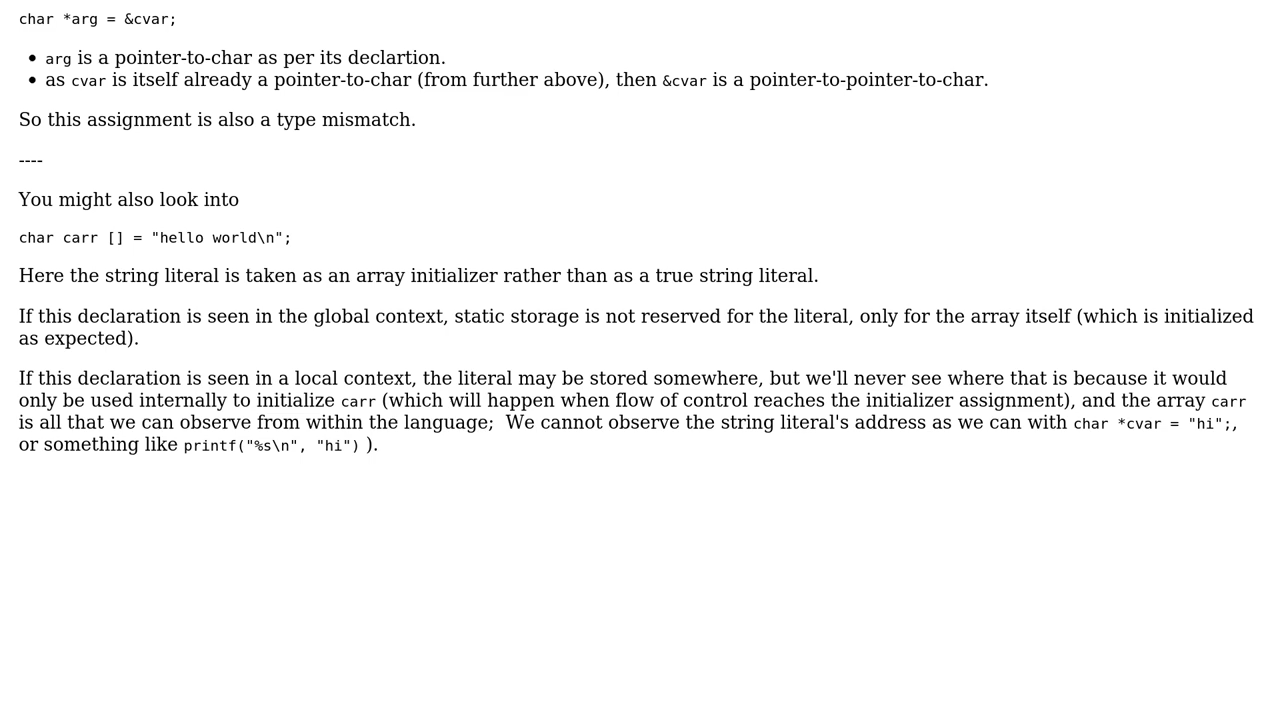 char *arg = &cvar;
• arg is a pointer-to-char as per its declartion.
• as cvar is itself already a pointer-to-char (from further above), then &cvar is a pointer-to-pointer-to-char.
So this assignment is also a type mismatch.
----
You might also look into
char carr [] = "hello world\n";
Here the string literal is taken as an array initializer rather than as a true string literal.
If this declaration is seen in the global context, static storage is not reserved for the literal, only for the array itself (which is initialized
as expected).
If this declaration is seen in a local context, the literal may be stored somewhere, but we'll never see where that is because it would
only be used internally to initialize carr (which will happen when flow of control reaches the initializer assignment), and the array carr
is all that we can observe from within the language;  We cannot observe the string literal's address as we can with char *cvar = "hi";,
or something like printf("%s\n", "hi") ).